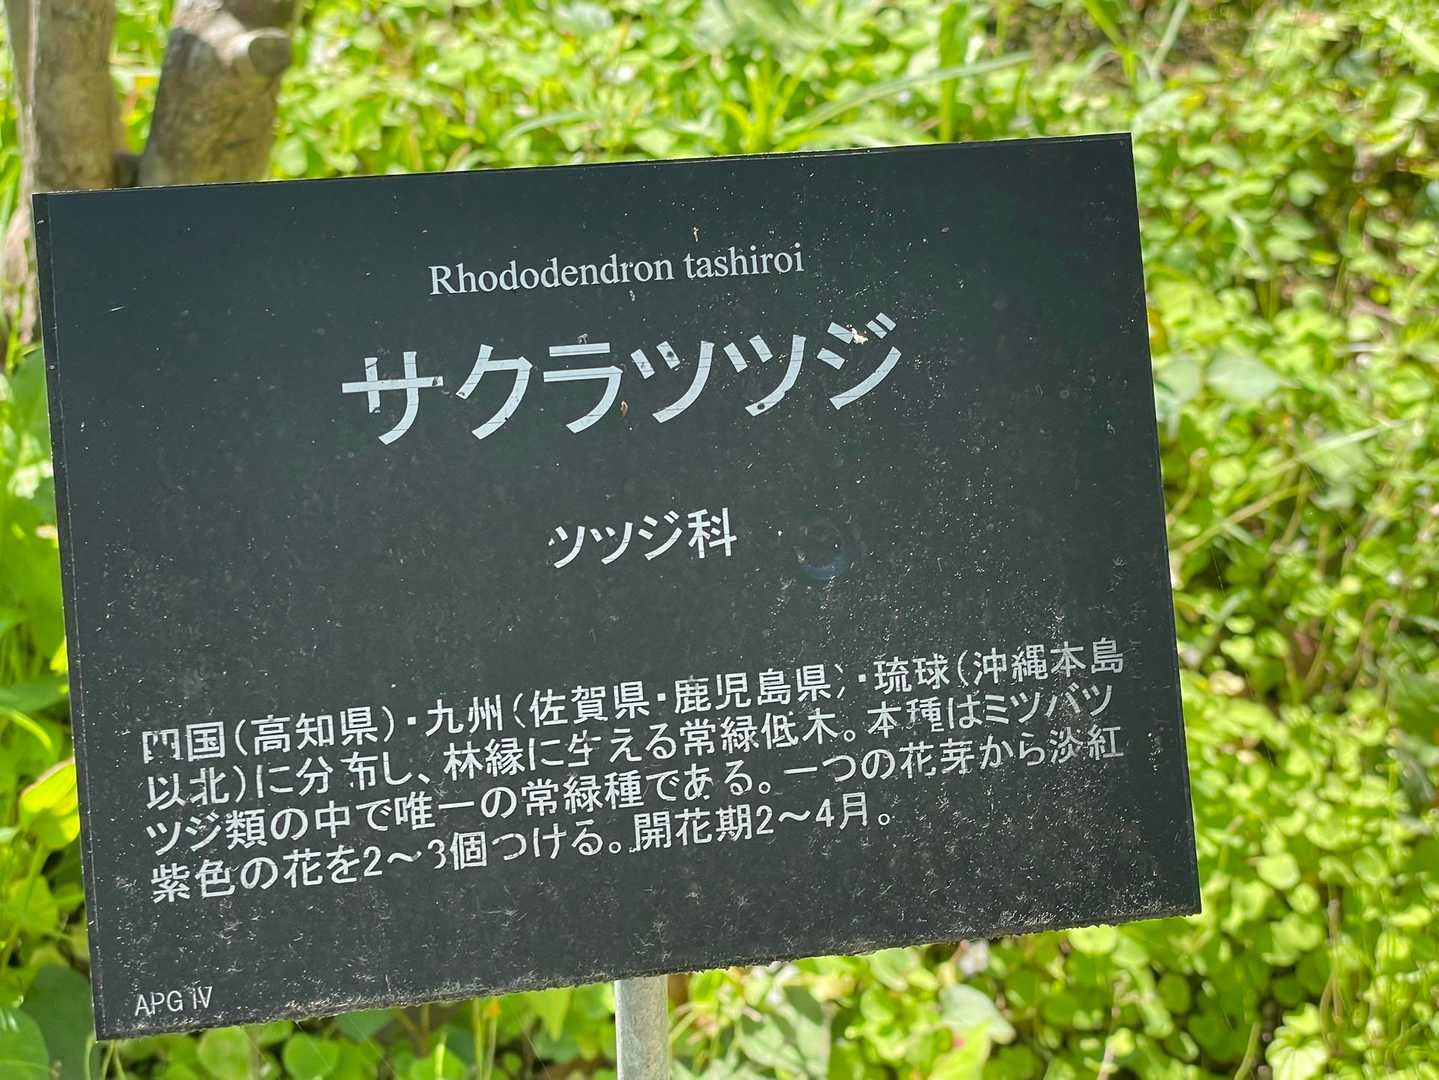 Rhododendron tashiroi
サクラツツジ
ツツジ科
四国(高知県)・九州(佐賀県・鹿児島県)・琉球(沖縄本島
以北)に分布し、林縁に生える常緑低木。本種はミツバツ
ツジ類の中で唯一の常緑種である。一つの花芽から淡紅
紫色の花を2～3個つける。開花期2～4月。
APG IV